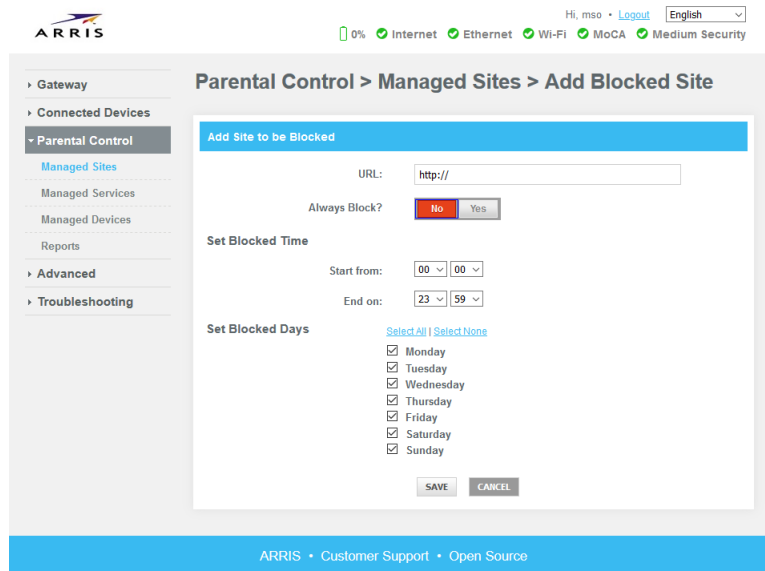 ARRIS
Hi, mso • Logout English
0% Internet Ethernet Wi-Fi MoCA Medium Security
Gateway
Connected Devices
Parental Control
Managed Sites
Managed Services
Managed Devices
Reports
Advanced
Troubleshooting
Parental Control > Managed Sites > Add Blocked Site
Add Site to be Blocked
URL: http://
Always Block? No Yes
Set Blocked Time
Start from: 00 00
End on: 23 59
Set Blocked Days Select All | Select None
Monday
Tuesday
Wednesday
Thursday
Friday
Saturday
Sunday
SAVE CANCEL
ARRIS • Customer Support • Open Source